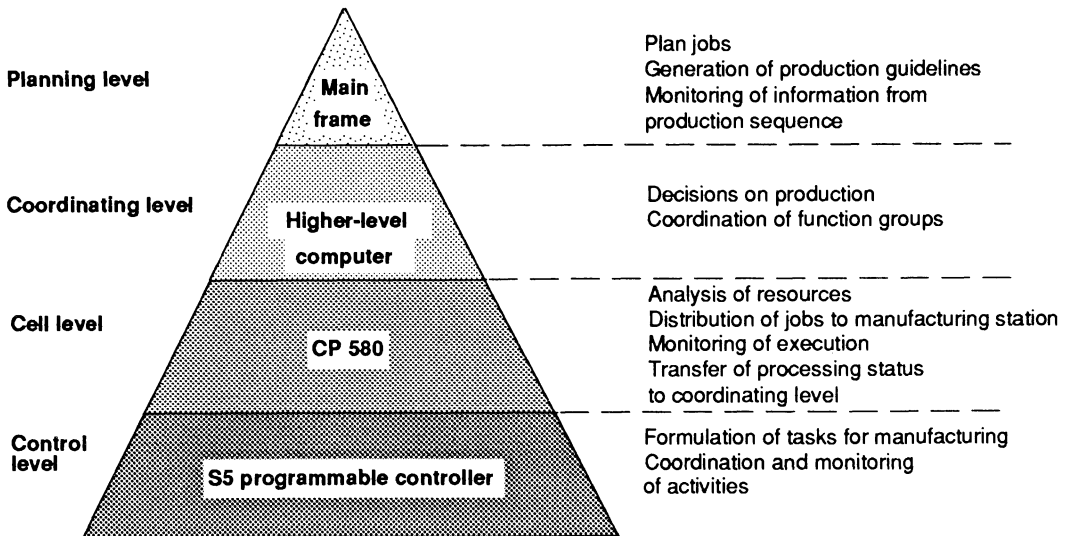 Planning level
Main
frame
Plan jobs
Generation of production guidelines
Monitoring of information from
production sequence
Coordinating level
Higher-level
computer
Decisions on production
Coordination of function groups
Cell level
CP 580
Analysis of resources
Distribution of jobs to manufacturing station
Monitoring of execution
Transfer of processing status
to coordinating level
Control
level
S5 programmable controller
Formulation of tasks for manufacturing
Coordination and monitoring
of activities